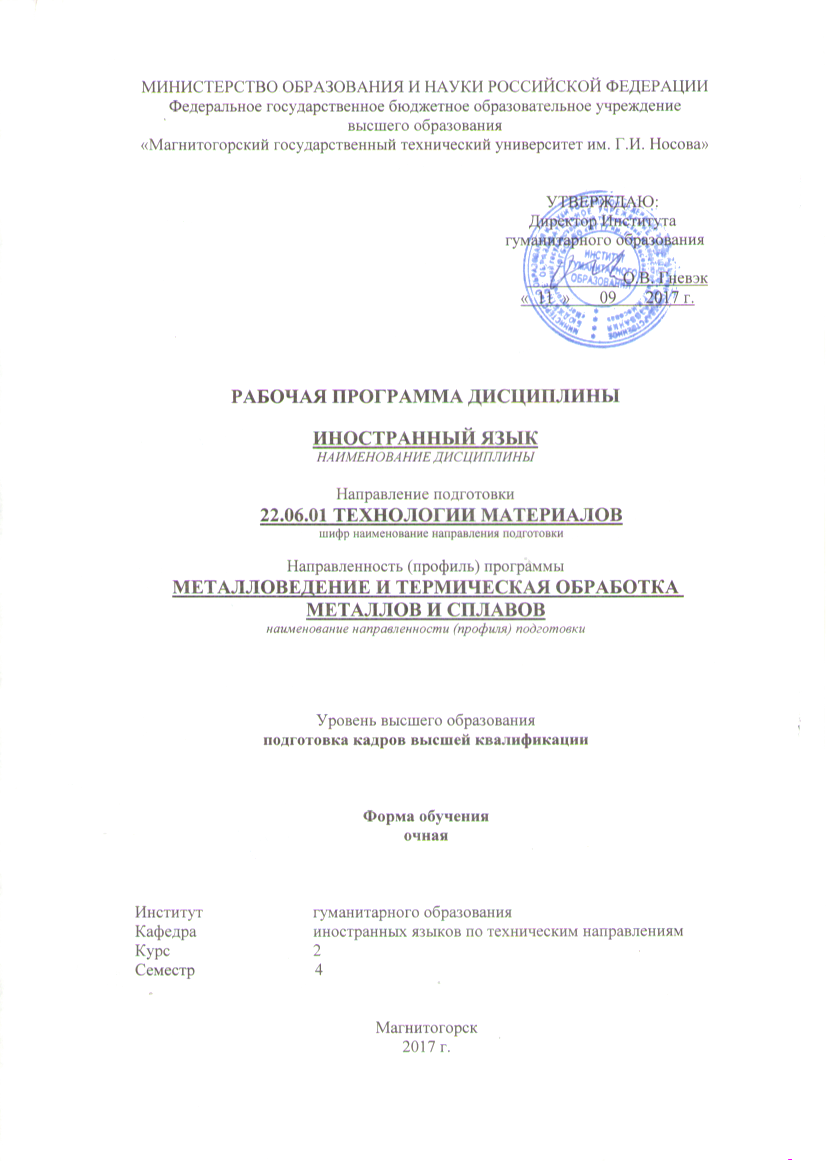 МИНИСТЕРСТВО ОБРАЗОВАНИЯ И НАУКИ РОССИЙСКОЙ ФЕДЕРАЦИИ
Федеральное государственное бюджетное образовательное учреждение
высшего образования
«Магнитогорский государственный технический университет им. Г.И. Носова»
УТВЕРЖДАЮ:
Директор Института
гуманитарного образования
О.В. Гневэк
« 11 » 09 2017 г.
ИНСТИТУТ
ГУМАНИТАРНОГО
ОБРАЗОВАНИЯ
РАБОЧАЯ ПРОГРАММА ДИСЦИПЛИНЫ
ИНОСТРАННЫЙ ЯЗЫК
НАИМЕНОВАНИЕ ДИСЦИПЛИНЫ
Направление подготовки
22.06.01 ТЕХНОЛОГИИ МАТЕРИАЛОВ
шифр наименование направления подготовки
Направленность (профиль) программы
МЕТАЛЛОВЕДЕНИЕ И ТЕРМИЧЕСКАЯ ОБРАБОТКА
МЕТАЛЛОВ И СПЛАВОВ
наименование направленности (профиля) подготовки
Уровень высшего образования
подготовка кадров высшей квалификации
Форма обучения
очная
Институт гуманитарного образования
Кафедра иностранных языков по техническим направлениям
Курс 2
Семестр 4
Магнитогорск
2017 г.